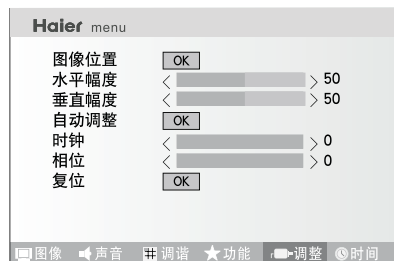 Haier menu
图像位置 OK
水平幅度 50
垂直幅度 50
自动调整 OK
时钟 0
相位 0
复位 OK
图像 声音 调谐 功能 调整 时间